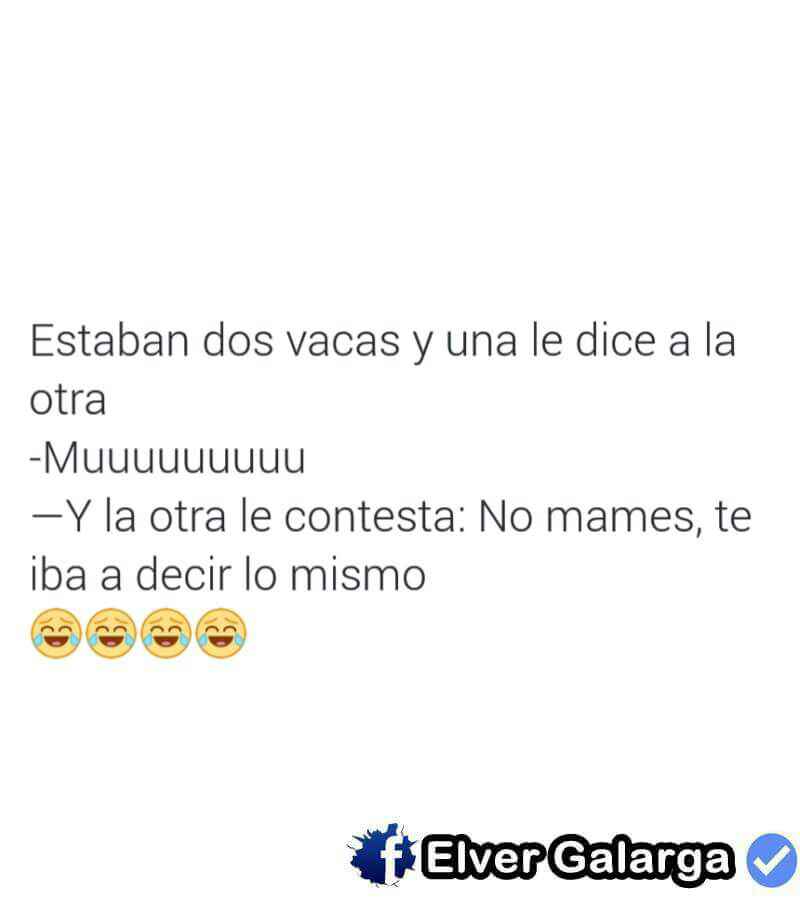 Estaban dos vacas y una le dice a la
otra
-Muuuuuuuuu
—Y la otra le contesta: No mames, te
iba a decir lo mismo
😂😂😂😂
f Elver Galarga